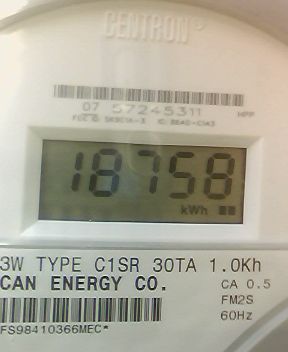 CENTRON®
07 57245311 MPP
18758
kWh
3W TYPE C1SR 30TA 1.0Kh
CAN ENERGY CO. CA 0.5
FM2S
60Hz
FS98410366MEC*